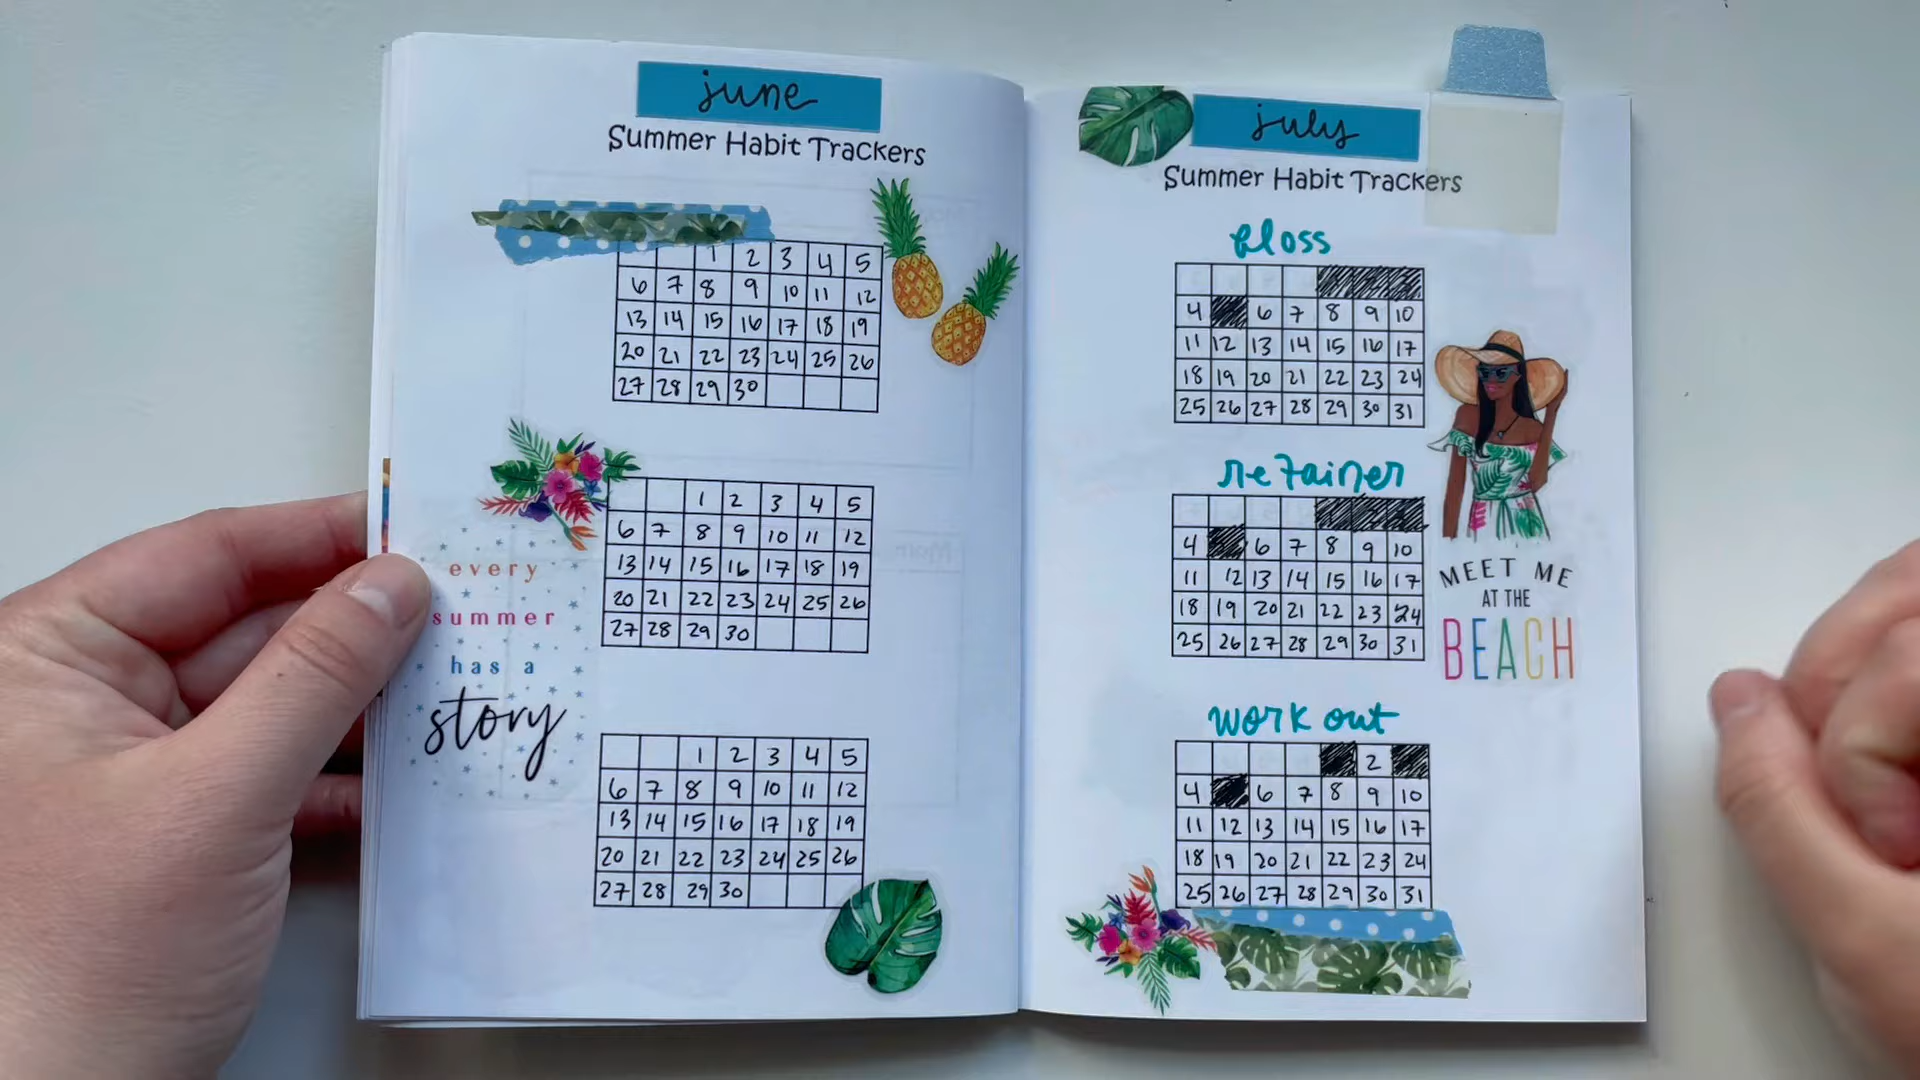 june
Summer Habit Trackers
1 2 3 4 5
6 7 8 9 10 11 12
13 14 15 16 17 18 19
20 21 22 23 24 25 26
27 28 29 30
1 2 3 4 5
6 7 8 9 10 11 12
13 14 15 16 17 18 19
20 21 22 23 24 25 26
27 28 29 30
every
summer
has a
story
1 2 3 4 5
6 7 8 9 10 11 12
13 14 15 16 17 18 19
20 21 22 23 24 25 26
27 28 29 30
july
Summer Habit Trackers
floss
4 6 7 8 9 10
11 12 13 14 15 16 17
18 19 20 21 22 23 24
25 26 27 28 29 30 31
retainer
4 6 7 8 9 10
11 12 13 14 15 16 17
18 19 20 21 22 23 24
25 26 27 28 29 30 31
MEET ME
AT THE
BEACH
work out
2
4 6 7 8 9 10
11 12 13 14 15 16 17
18 19 20 21 22 23 24
25 26 27 28 29 30 31